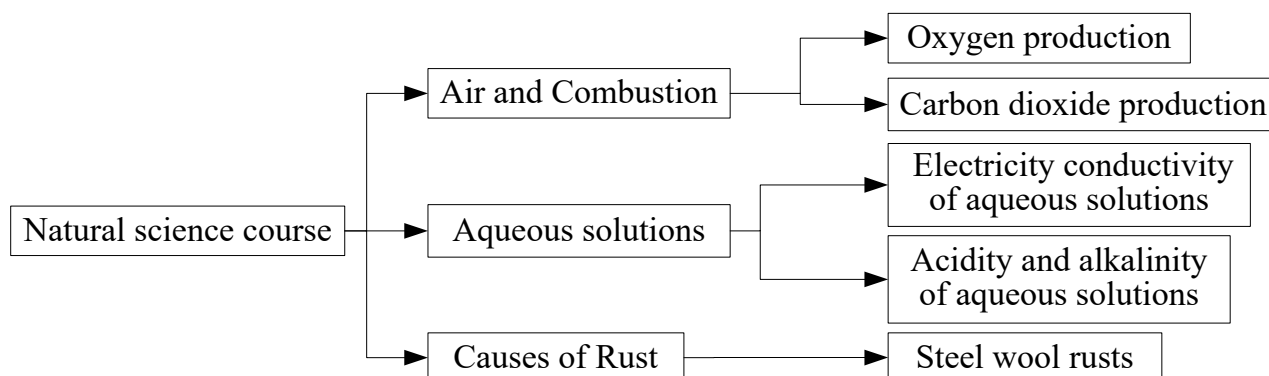 Oxygen production
Air and Combustion
Carbon dioxide production
Electricity conductivity
of aqueous solutions
Natural science course
Aqueous solutions
Acidity and alkalinity
of aqueous solutions
Causes of Rust
Steel wool rusts